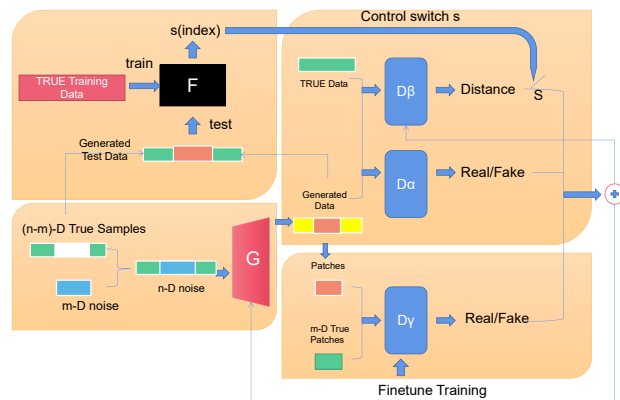 Control switch s
s(index)
train
TRUE Training
Data
F
test
Generated
Test Data
TRUE Data
Dβ
Distance
S
Dα
Real/Fake
Generated
Data
(n-m)-D True Samples
m-D noise
n-D noise
G
Patches
m-D True
Patches
Dγ
Real/Fake
Finetune Training